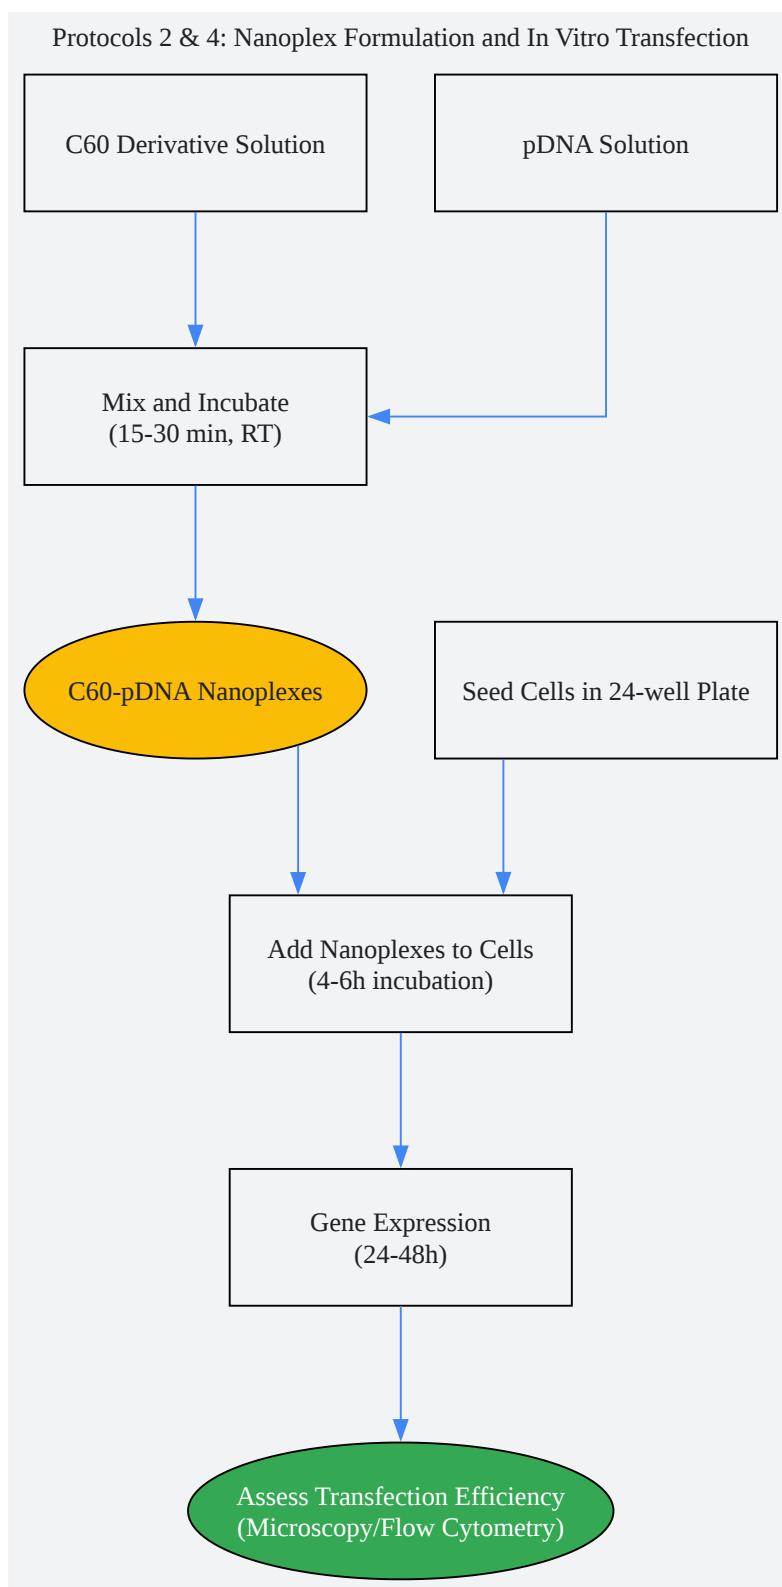 Protocols 2 & 4: Nanoplex Formulation and In Vitro Transfection
C60 Derivative Solution
pDNA Solution
Mix and Incubate
(15-30 min, RT)
C60-pDNA Nanoplexes
Seed Cells in 24-well Plate
Add Nanoplexes to Cells
(4-6h incubation)
Gene Expression
(24-48h)
Assess Transfection Efficiency
(Microscopy/Flow Cytometry)